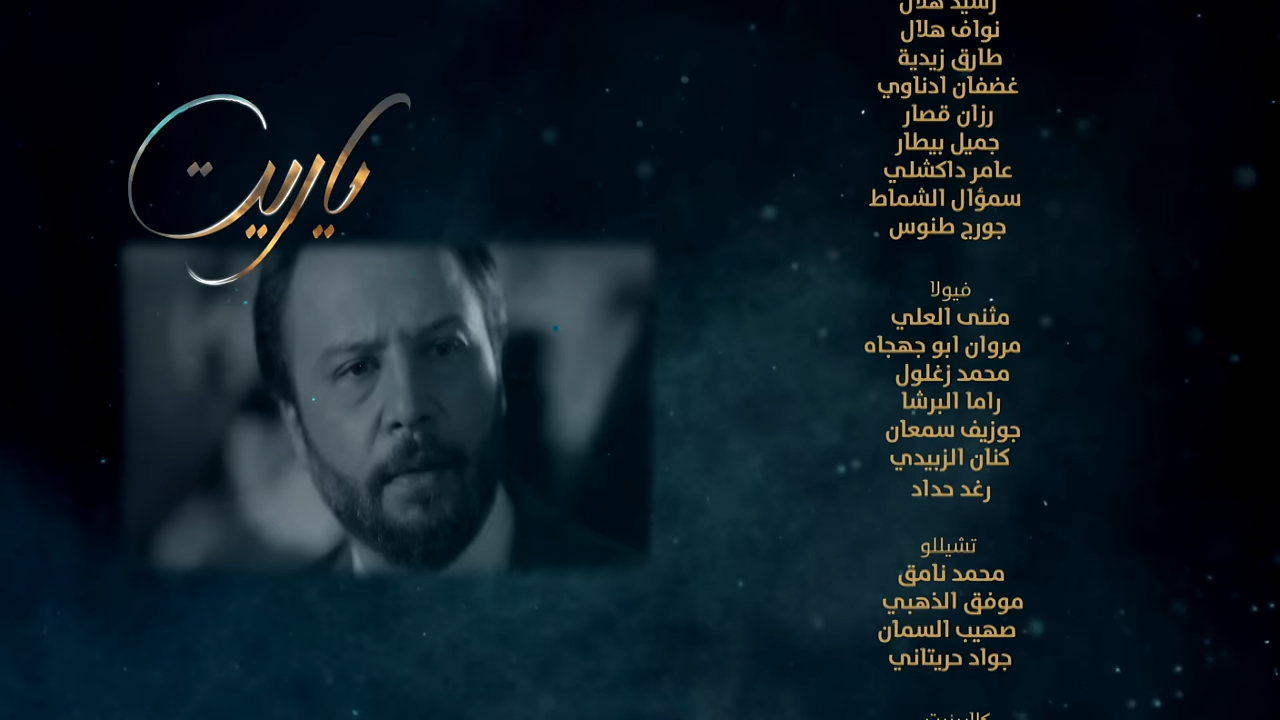 ياريت
رشيد هلال
نواف هلال
طارق زيدية
غضفان ادناوي
رزان قصار
جميل بيطار
عامر داكشلي
سمؤال الشماط
جورج طنوس
فيولا
مثنى العلي
مروان ابو جهجاه
محمد زغلول
راما البرشا
جوزيف سمعان
كنان الزبيدي
رغد حداد
تشيللو
محمد نامق
موفق الذهبي
صهيب السمان
جواد حريتاني